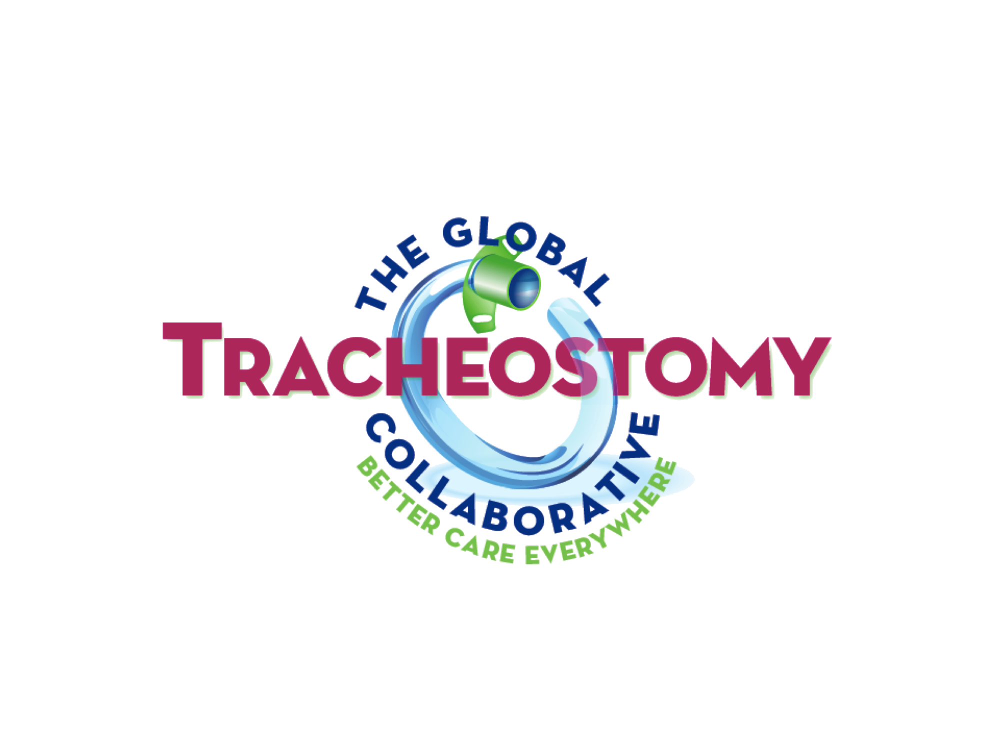 THE GLOBAL
TRACHEOSTOMY
COLLABORATIVE
BETTER CARE EVERYWHERE